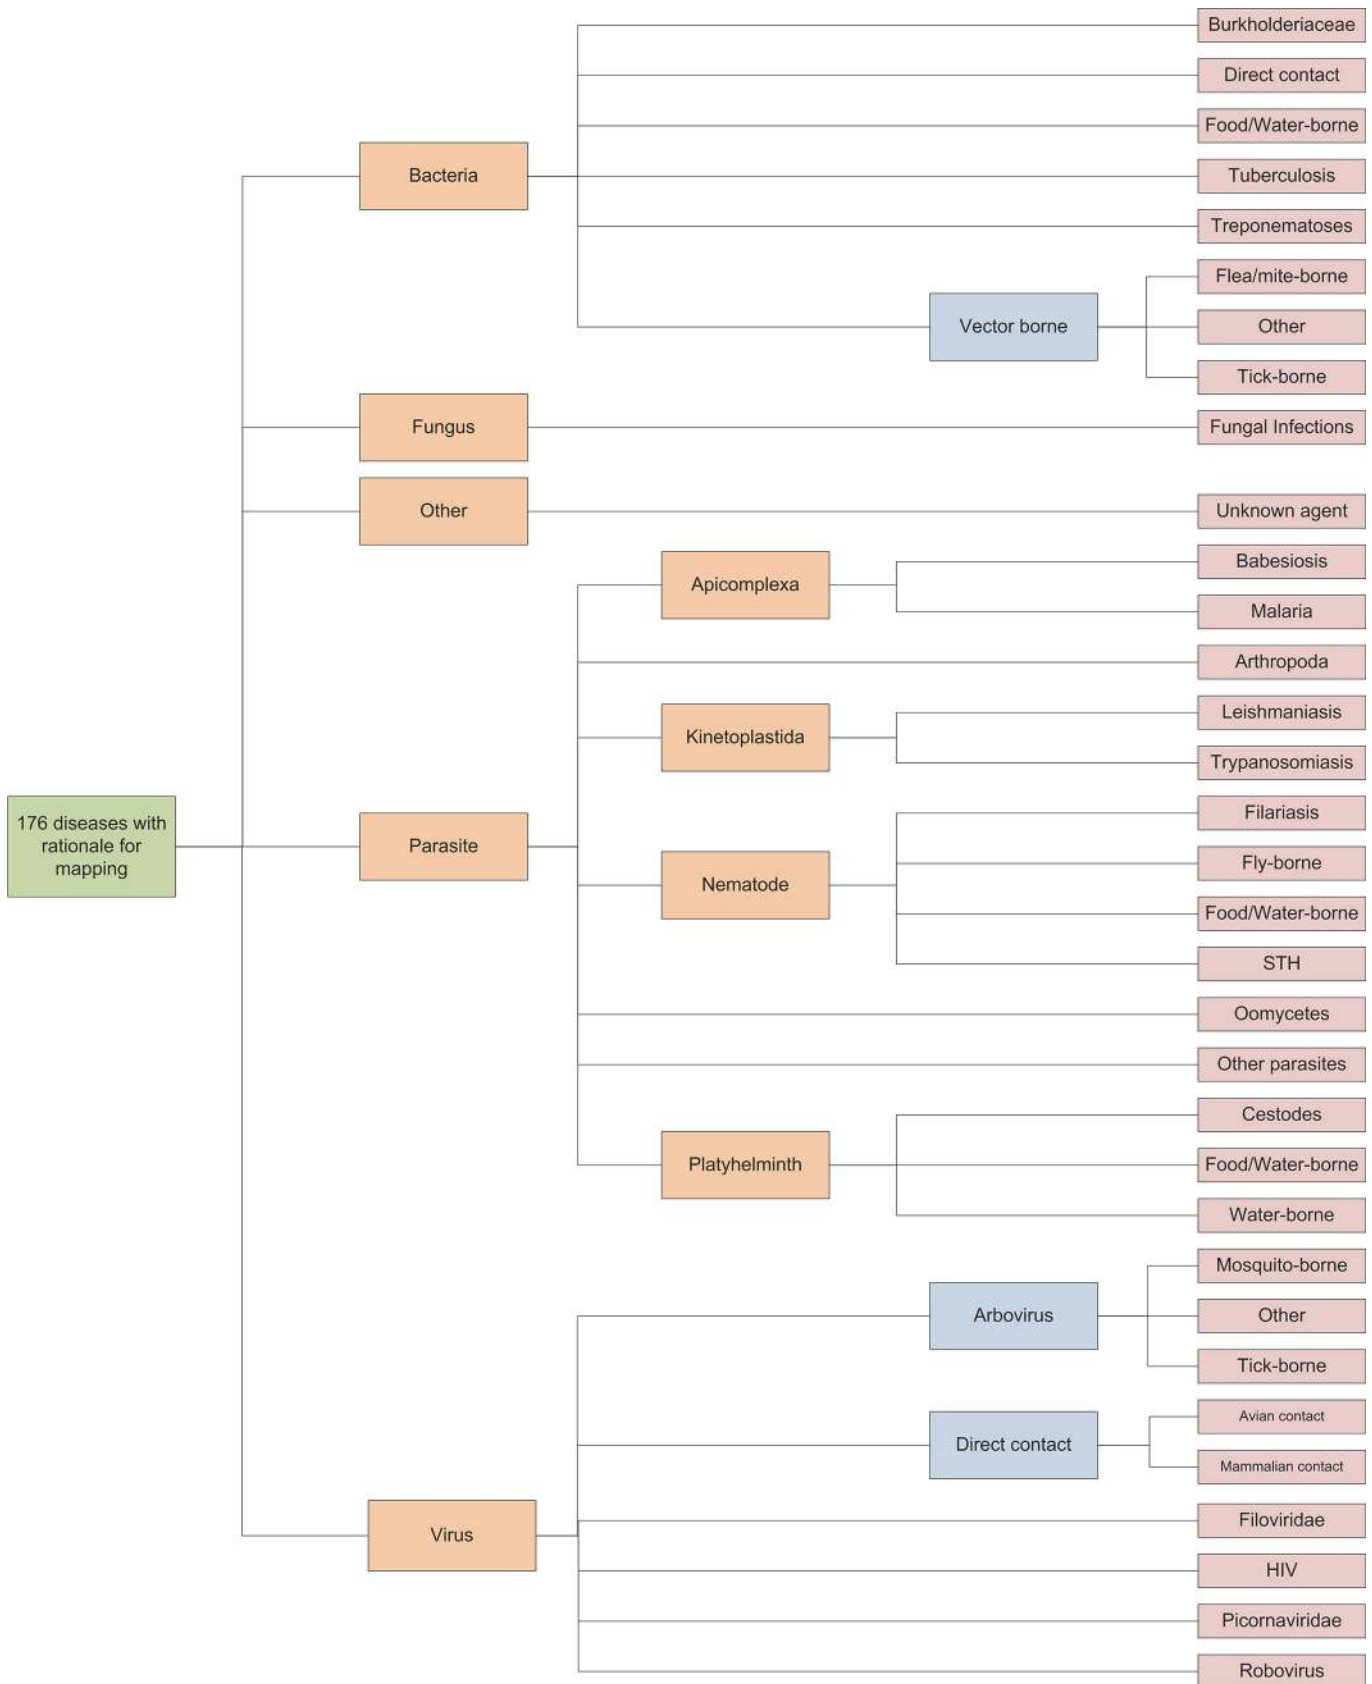 Burkholderiaceae
Direct contact
Food/Water-borne
Bacteria
Tuberculosis
Treponematoses
Flea/mite-borne
Vector borne
Other
Tick-borne
Fungus
Fungal Infections
Other
Unknown agent
Apicomplexa
Babesiosis
Malaria
Arthropoda
Kinetoplastida
Leishmaniasis
Trypanosomiasis
176 diseases with
rationale for
mapping
Parasite
Filariasis
Nematode
Fly-borne
Food/Water-borne
STH
Oomycetes
Other parasites
Cestodes
Platyhelminth
Food/Water-borne
Water-borne
Mosquito-borne
Arbovirus
Other
Tick-borne
Avian contact
Direct contact
Mammalian contact
Virus
Filoviridae
HIV
Picornaviridae
Robovirus